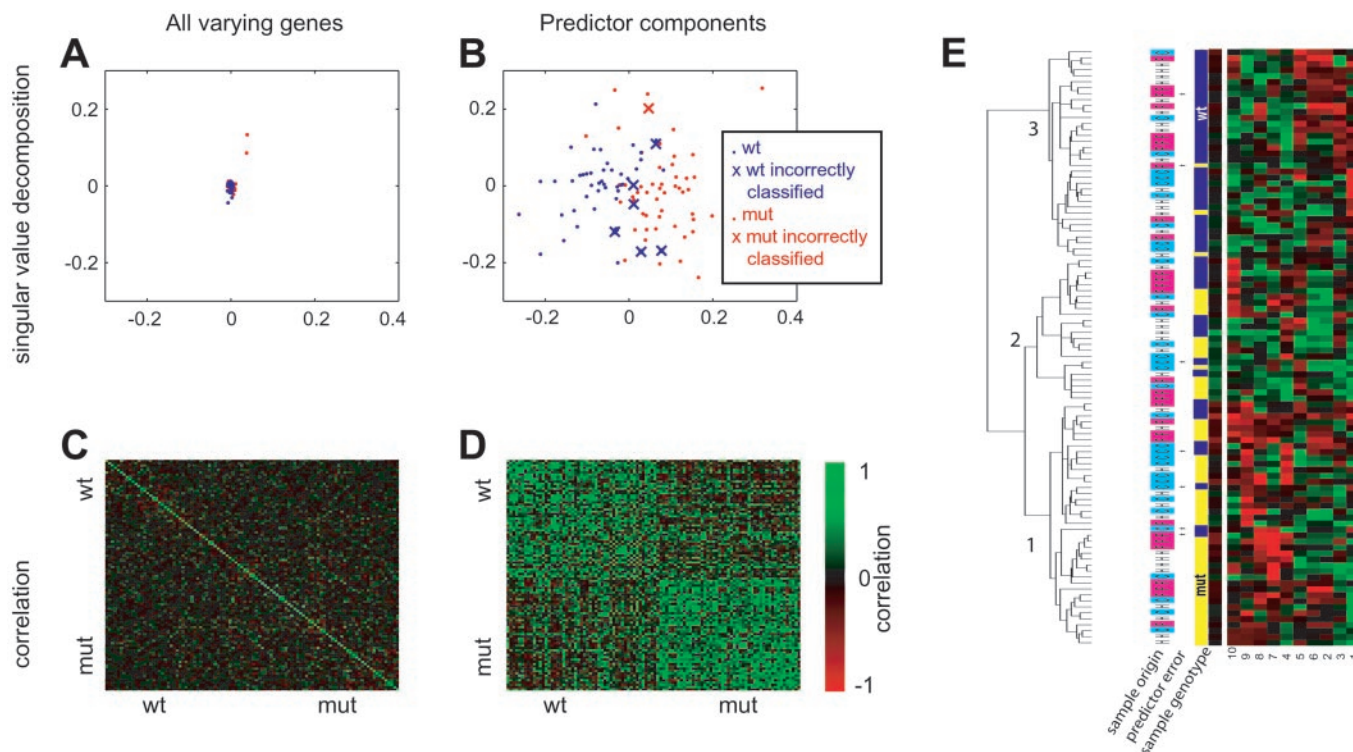 All varying genes
Predictor components
A
B
E
singular value decomposition
0.2
0
-0.2
-0.2
0
0.2
0.4
0.2
0
-0.2
-0.2
0
0.2
0.4
. wt
x wt incorrectly
classified
. mut
x mut incorrectly
classified
C
D
correlation
wt
mut
wt
mut
wt
mut
wt
mut
1
0
-1
correlation
3
2
1
wt
mut
sample origin
predictor error
sample genotype
10
9
8
7
4
5
6
2
3
1